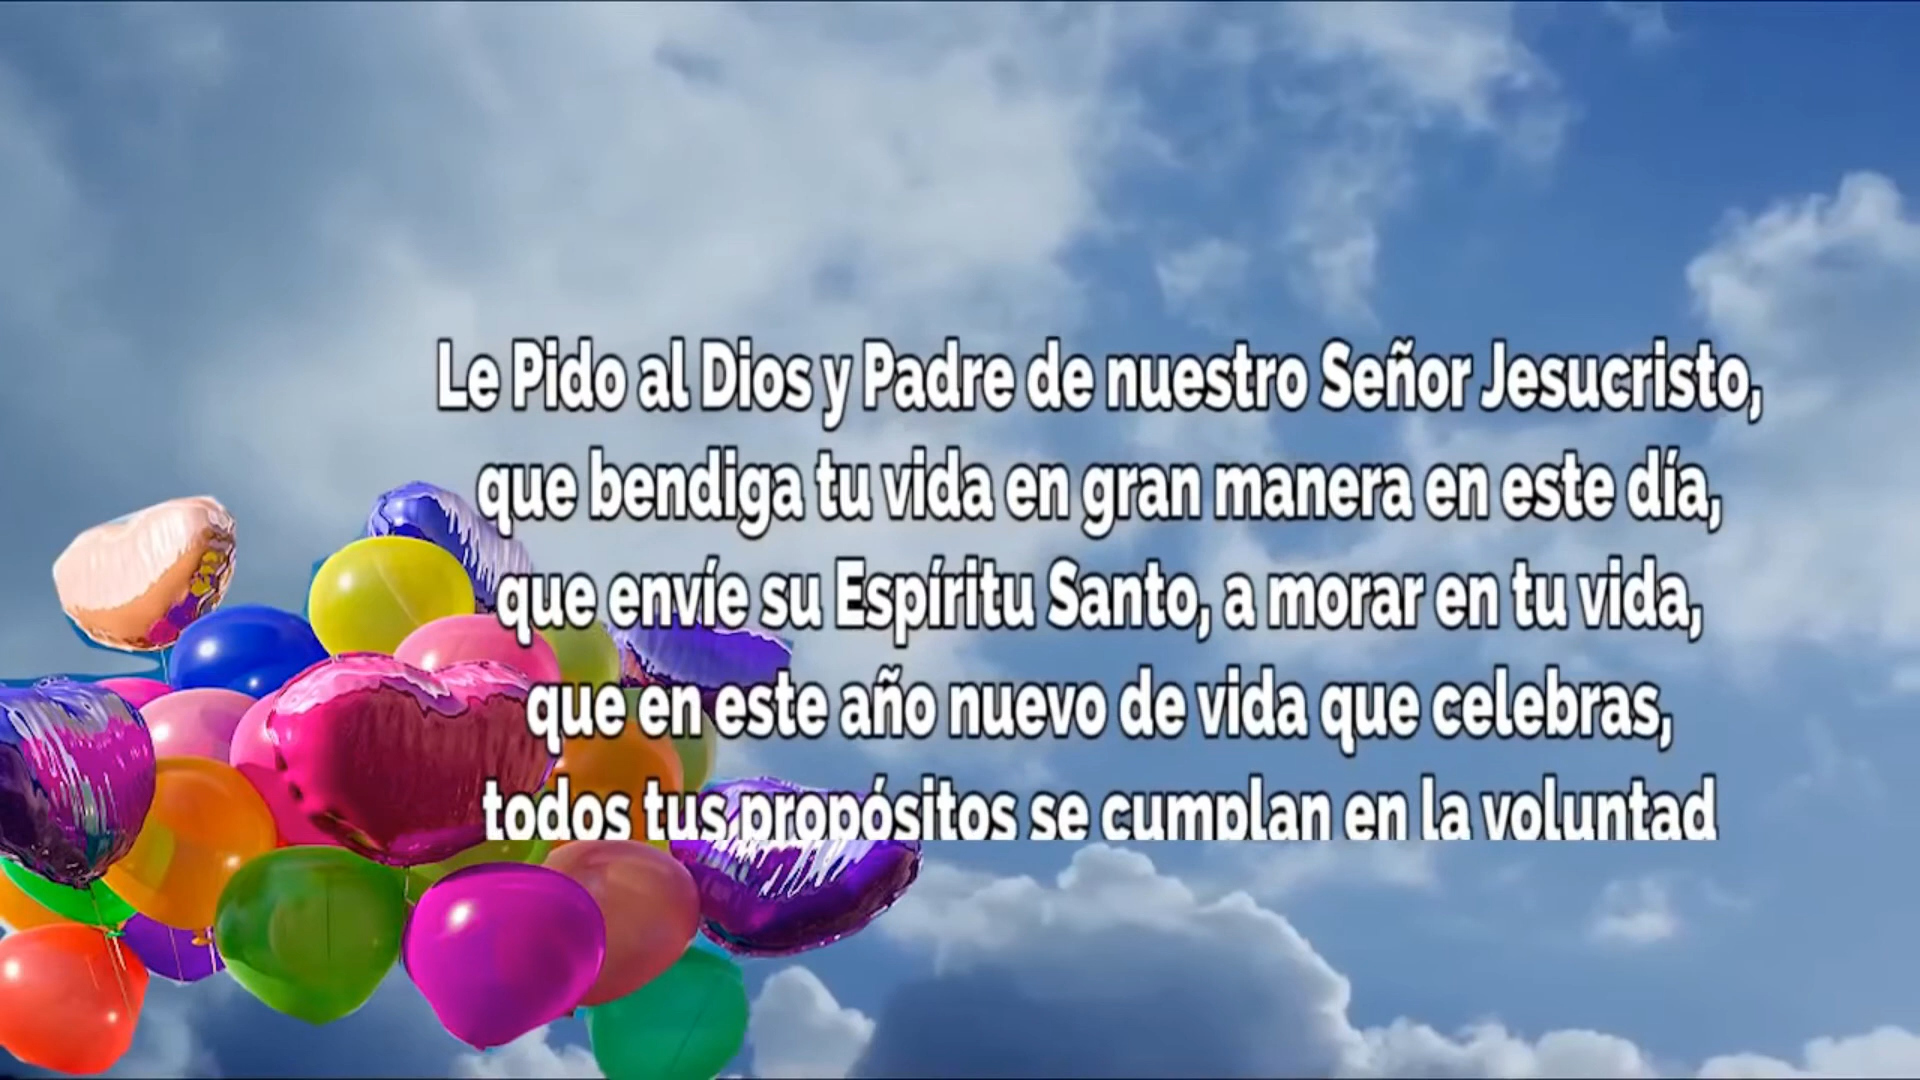 Le Pido al Dios y Padre de nuestro Señor Jesucristo,
que bendiga tu vida en gran manera en este día,
que envíe su Espíritu Santo, a morar en tu vida,
que en este año nuevo de vida que celebras,
todos tus propósitos se cumplan en la voluntad